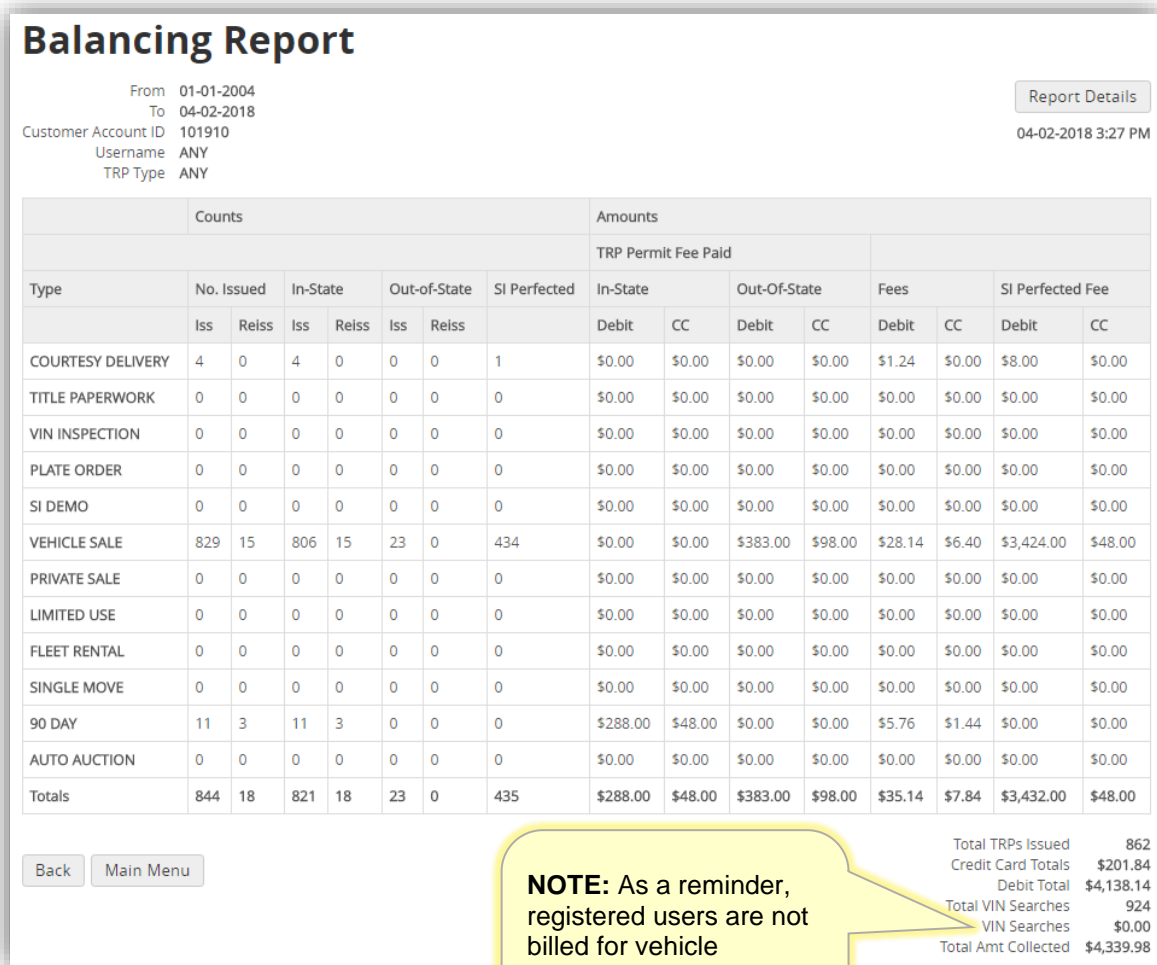 Balancing Report
From 01-01-2004
To 04-02-2018
Customer Account ID 101910
Username ANY
TRP Type ANY
Report Details
04-02-2018 3:27 PM
Counts Amounts
TRP Permit Fee Paid
Type No. Issued In-State Out-of-State SI Perfected In-State Out-Of-State Fees SI Perfected Fee
Iss Reiss Iss Reiss Iss Reiss Debit CC Debit CC Debit CC Debit CC
COURTESY DELIVERY 4 0 4 0 0 0 1 $0.00 $0.00 $0.00 $0.00 $1.24 $0.00 $8.00 $0.00
TITLE PAPERWORK 0 0 0 0 0 0 0 $0.00 $0.00 $0.00 $0.00 $0.00 $0.00 $0.00 $0.00
VIN INSPECTION 0 0 0 0 0 0 0 $0.00 $0.00 $0.00 $0.00 $0.00 $0.00 $0.00 $0.00
PLATE ORDER 0 0 0 0 0 0 0 $0.00 $0.00 $0.00 $0.00 $0.00 $0.00 $0.00 $0.00
SI DEMO 0 0 0 0 0 0 0 $0.00 $0.00 $0.00 $0.00 $0.00 $0.00 $0.00 $0.00
VEHICLE SALE 829 15 806 15 23 0 434 $0.00 $0.00 $383.00 $98.00 $28.14 $6.40 $3,424.00 $48.00
PRIVATE SALE 0 0 0 0 0 0 0 $0.00 $0.00 $0.00 $0.00 $0.00 $0.00 $0.00 $0.00
LIMITED USE 0 0 0 0 0 0 0 $0.00 $0.00 $0.00 $0.00 $0.00 $0.00 $0.00 $0.00
FLEET RENTAL 0 0 0 0 0 0 0 $0.00 $0.00 $0.00 $0.00 $0.00 $0.00 $0.00 $0.00
SINGLE MOVE 0 0 0 0 0 0 0 $0.00 $0.00 $0.00 $0.00 $0.00 $0.00 $0.00 $0.00
90 DAY 11 3 11 3 0 0 0 $288.00 $48.00 $0.00 $0.00 $5.76 $1.44 $0.00 $0.00
AUTO AUCTION 0 0 0 0 0 0 0 $0.00 $0.00 $0.00 $0.00 $0.00 $0.00 $0.00 $0.00
Totals 844 18 821 18 23 0 435 $288.00 $48.00 $383.00 $98.00 $35.14 $7.84 $3,432.00 $48.00
Back Main Menu
NOTE: As a reminder,
registered users are not
billed for vehicle
Total TRPs Issued 862
Credit Card Totals $201.84
Debit Total $4,138.14
Total VIN Searches 924
VIN Searches $0.00
Total Amt Collected $4,339.98